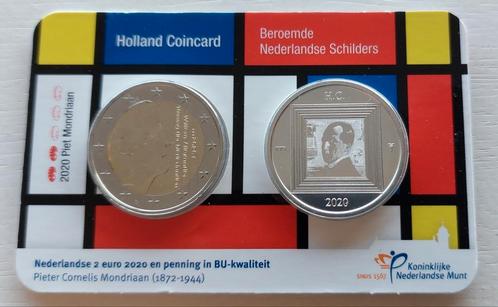 Holland Coincard
Beroemde
Nederlandse Schilders
2020 Piet Mondriaan
H.C.
2020
Nederlandse 2 euro 2020 en penning in BU-kwaliteit
Pieter Cornelis Mondriaan (1872-1944)
SINDS 1567
Koninklijke
Nederlandse Munt